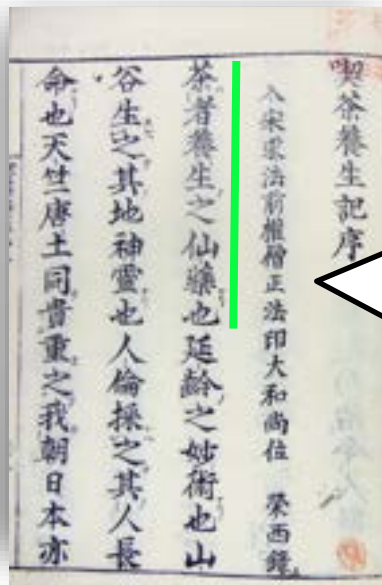 喫茶養生記序
入宋求法前権僧正法印大和尚位 榮西錄
茶者養生之仙藥也延齡之妙術也山
谷生之其地神靈也人倫採之其人長
命也天竺唐土同貴重之我朝日本亦